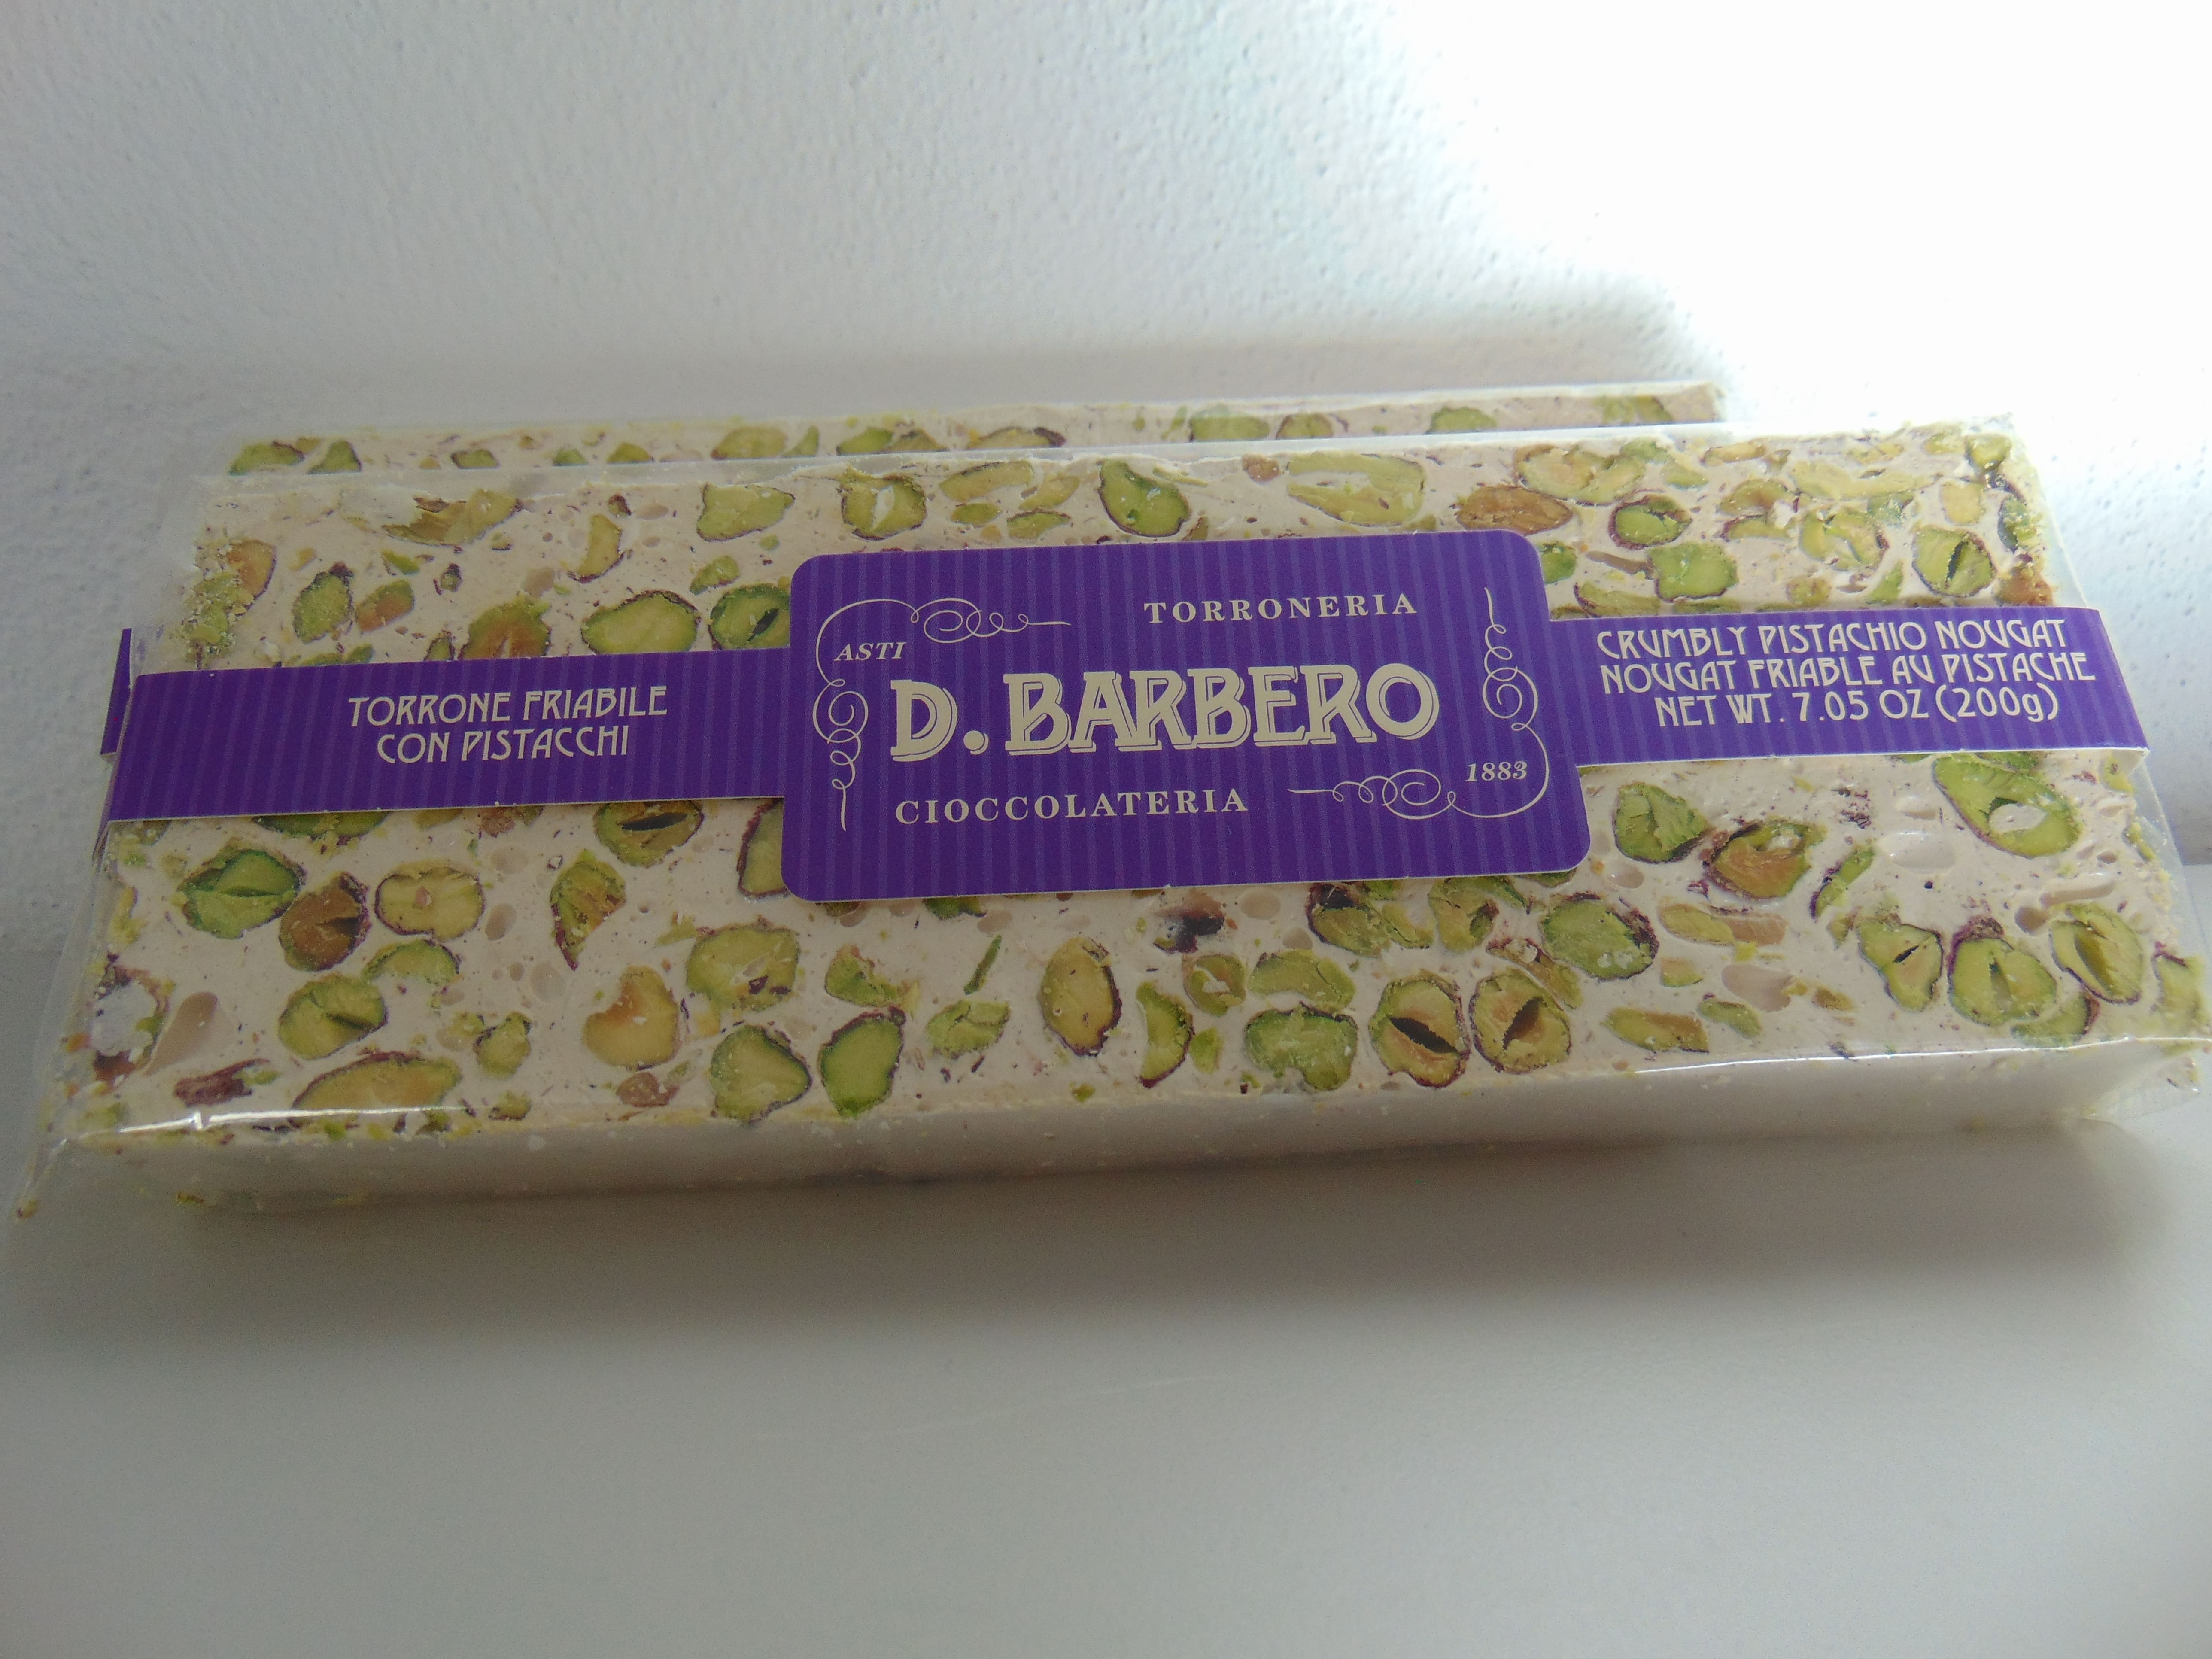 TORRONE FRIABILE
CON PISTACCHI
TORRONERIA
ASTI
D. BARBERO
1883
CIOCCOLATERIA
CRUMBLY PISTACHIO NOUGAT
NOUGAT FRIABLE AU PISTACHE
NET WT. 7.05 OZ (200g)